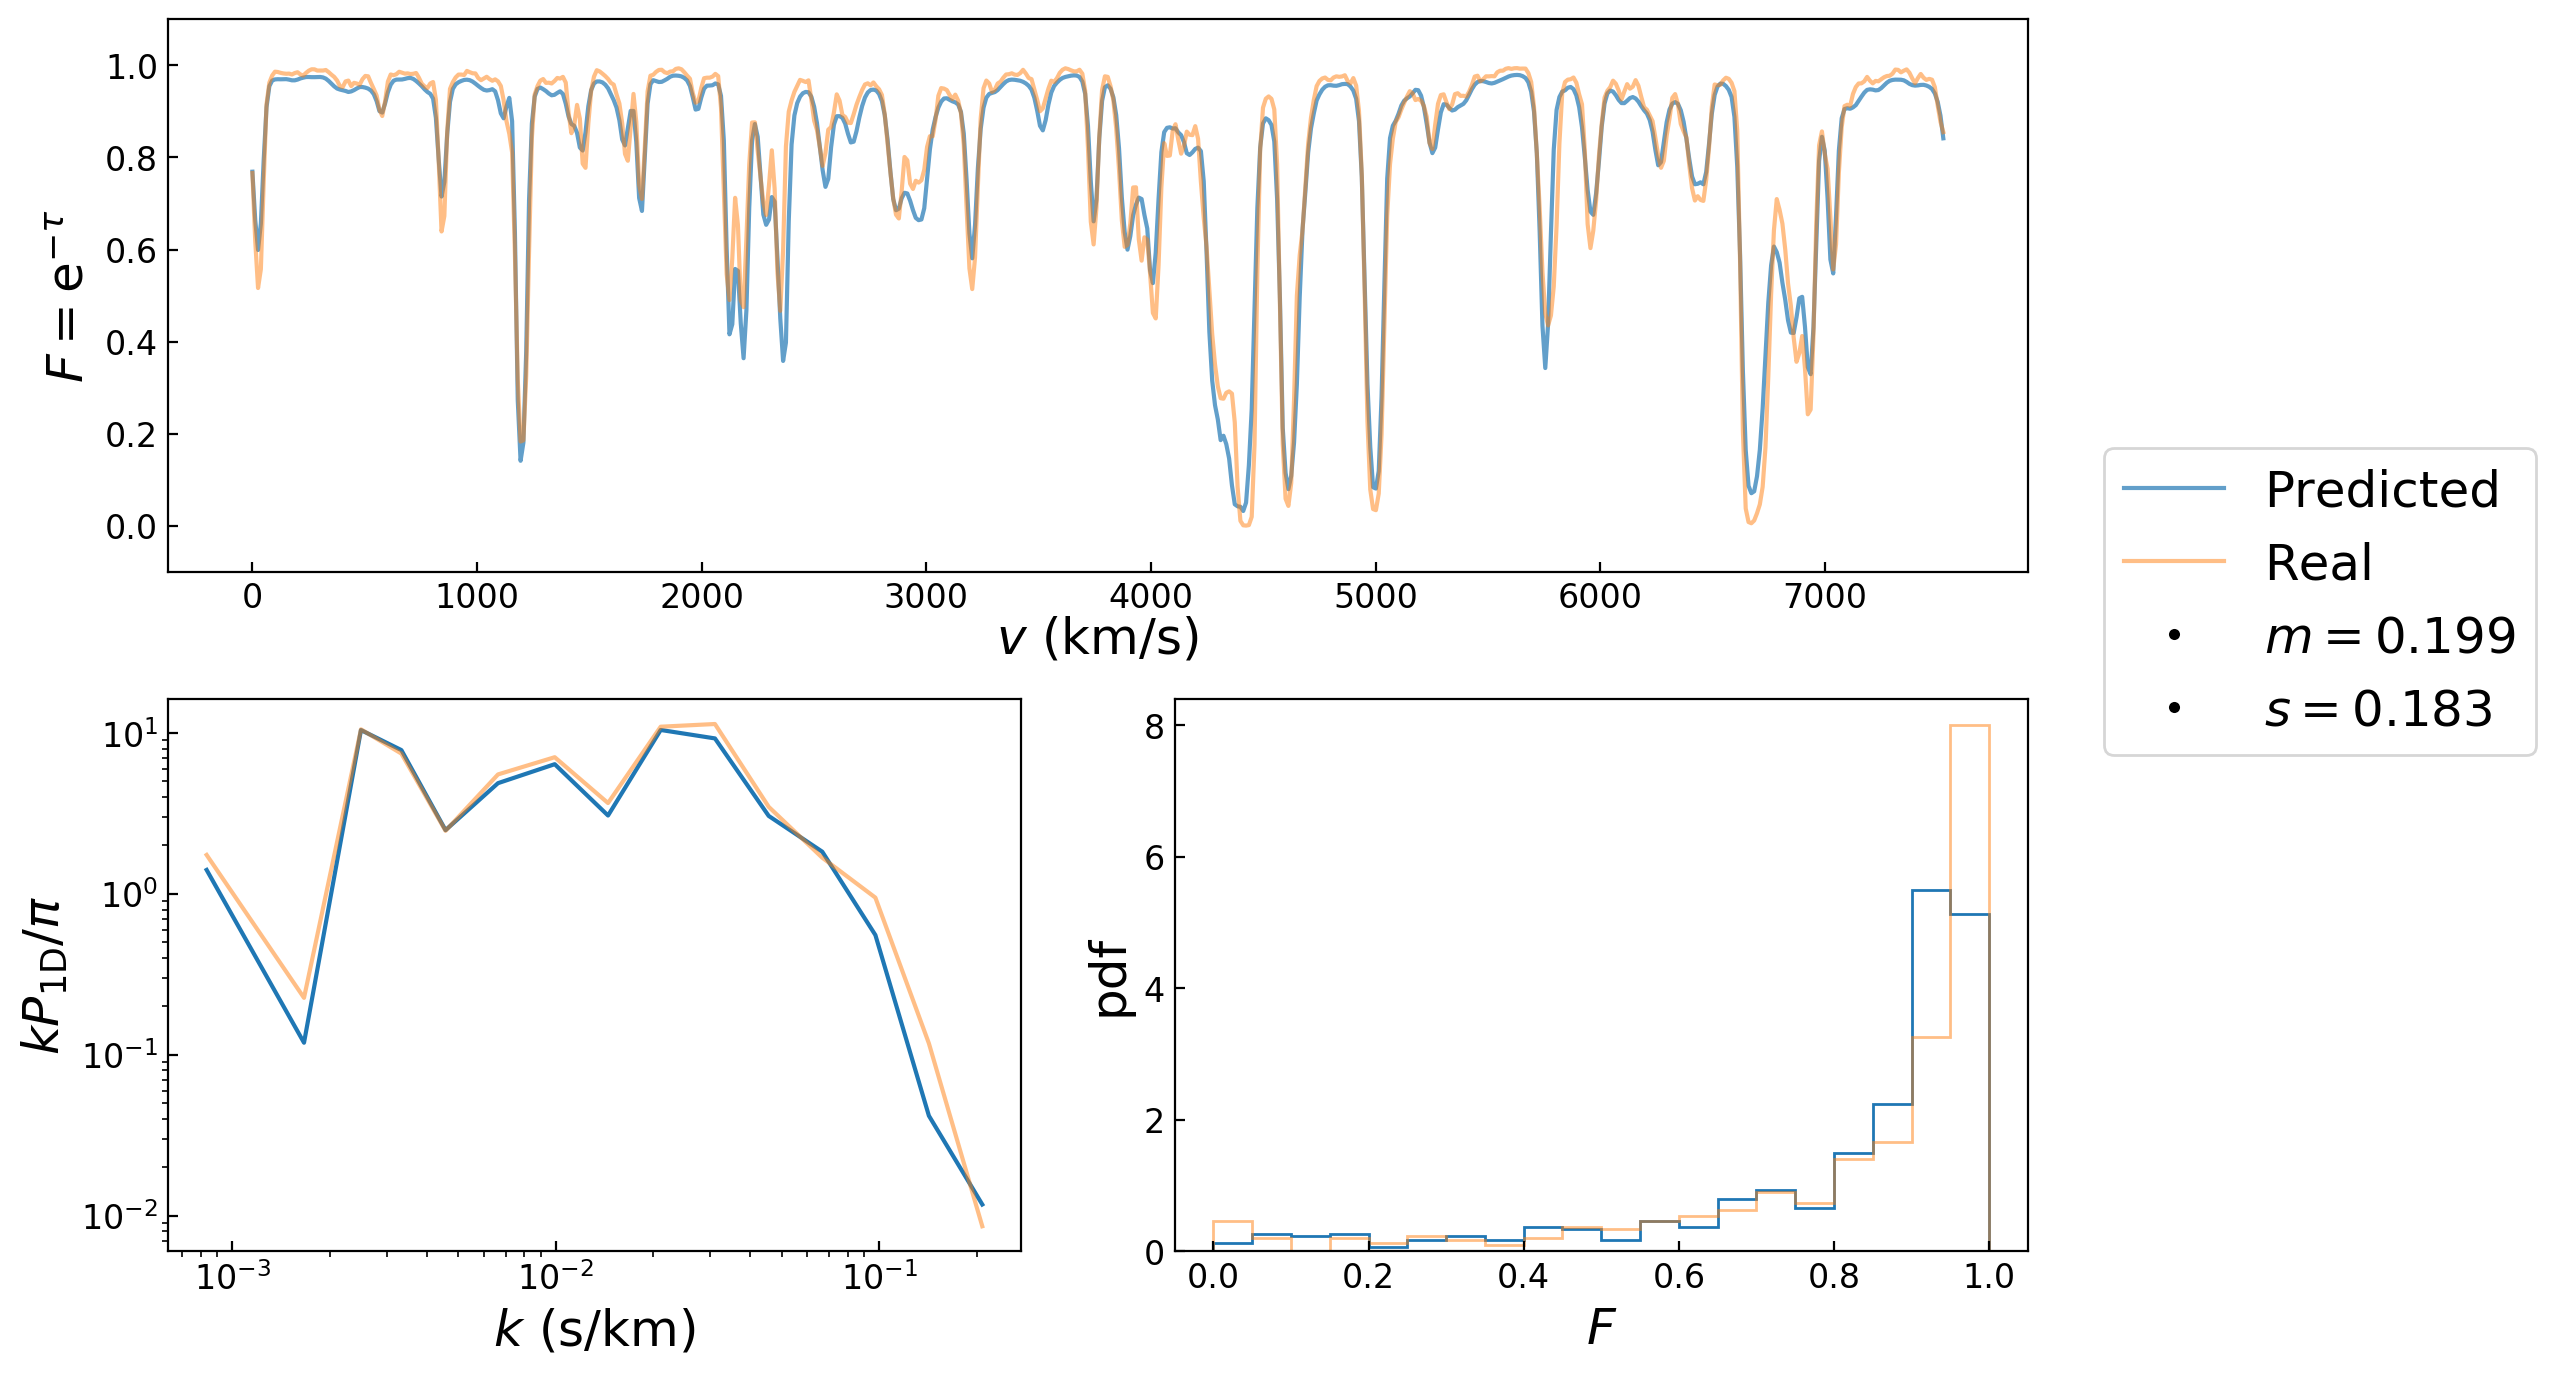 1.0
0.8
0.6
0.4
0.2
0.0
F = e^{−τ}
0 1000 2000 3000 4000 5000 6000 7000
v (km/s)
Predicted
Real
m = 0.199
s = 0.183
10^1
10^0
10^{−1}
10^{−2}
kP_{1D}/π
10^{−3} 10^{−2} 10^{−1}
k (s/km)
8
6
4
2
0
pdf
0.0 0.2 0.4 0.6 0.8 1.0
F